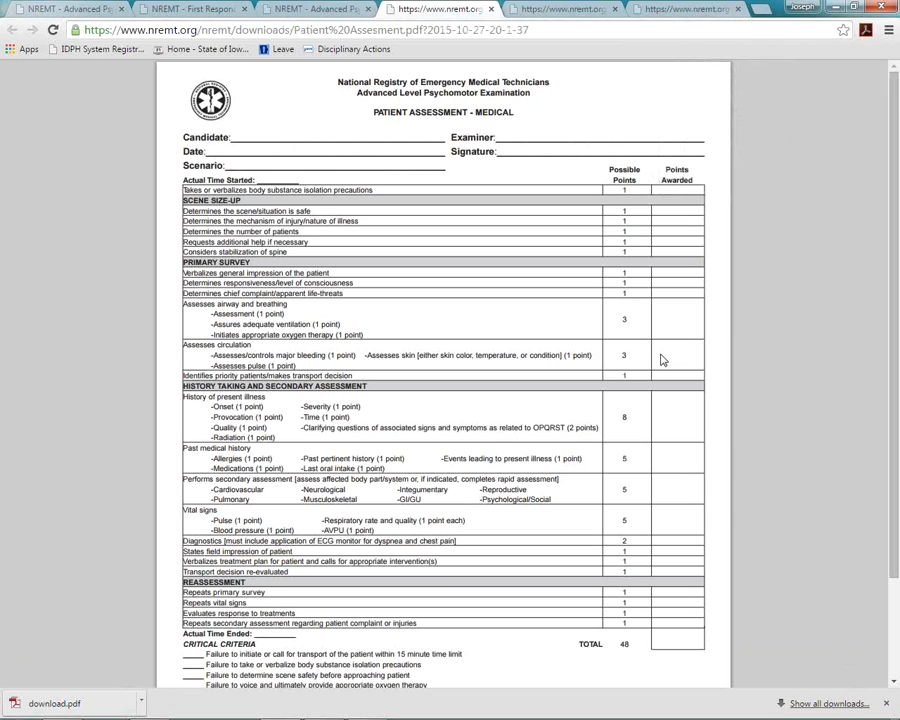 Joseph
NREMT - Advanced Ps
NREMT - First Respon
NREMT - Advanced Ps
https://www.nremt.org
https://www.nremt.org
https://www.nremt.org
https://www.nremt.org/nremt/downloads/Patient%20Assesment.pdf?2015-10-27-20-1-37
Apps
IDPH System Registr...
Home - State of Iow...
Leave
Disciplinary Actions
National Registry of Emergency Medical Technicians
Advanced Level Psychomotor Examination
PATIENT ASSESSMENT - MEDICAL
Candidate: Examiner:
Date: Signature:
Scenario:
Actual Time Started: Possible Points Points Awarded
Takes or verbalizes body substance isolation precautions 1
SCENE SIZE-UP
Determines the scene/situation is safe 1
Determines the mechanism of injury/nature of illness 1
Determines the number of patients 1
Requests additional help if necessary 1
Considers stabilization of spine 1
PRIMARY SURVEY
Verbalizes general impression of the patient 1
Determines responsiveness/level of consciousness 1
Determines chief complaint/apparent life-threats 1
Assesses airway and breathing
-Assessment (1 point)
-Assures adequate ventilation (1 point) 3
-Initiates appropriate oxygen therapy (1 point)
Assesses circulation
-Assesses/controls major bleeding (1 point) -Assesses skin [either skin color, temperature, or condition] (1 point) 3
-Assesses pulse (1 point)
Identifies priority patients/makes transport decision 1
HISTORY TAKING AND SECONDARY ASSESSMENT
History of present illness
-Onset (1 point) -Severity (1 point)
-Provocation (1 point) -Time (1 point) 8
-Quality (1 point) -Clarifying questions of associated signs and symptoms as related to OPQRST (2 points)
-Radiation (1 point)
Past medical history
-Allergies (1 point) -Past pertinent history (1 point) -Events leading to present illness (1 point) 5
-Medications (1 point) -Last oral intake (1 point)
Performs secondary assessment [assess affected body part/system or, if indicated, completes rapid assessment]
-Cardiovascular -Neurological -Integumentary -Reproductive 5
-Pulmonary -Musculoskeletal -GI/GU -Psychological/Social
Vital signs
-Pulse (1 point) -Respiratory rate and quality (1 point each) 5
-Blood pressure (1 point) -AVPU (1 point)
Diagnostics [must include application of ECG monitor for dyspnea and chest pain] 2
States field impression of patient 1
Verbalizes treatment plan for patient and calls for appropriate intervention(s) 1
Transport decision re-evaluated 1
REASSESSMENT
Repeats primary survey 1
Repeats vital signs 1
Evaluates response to treatments 1
Repeats secondary assessment regarding patient complaint or injuries 1
Actual Time Ended:
CRITICAL CRITERIA TOTAL 48
Failure to initiate or call for transport of the patient within 15 minute time limit
Failure to take or verbalize body substance isolation precautions
Failure to determine scene safety before approaching patient
Failure to voice and ultimately provide appropriate oxygen therapy
download.pdf
Show all downloads...